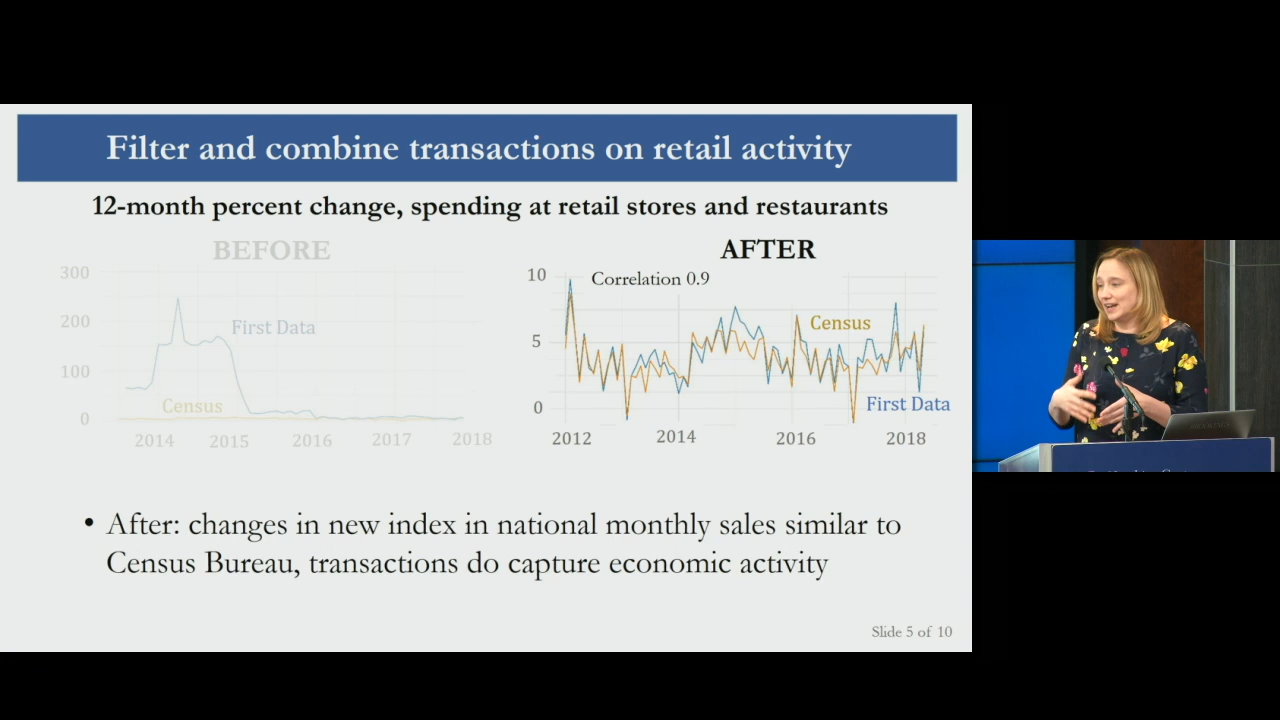 Filter and combine transactions on retail activity
12-month percent change, spending at retail stores and restaurants
BEFORE
300
200
100
0
First Data
Census
2014 2015 2016 2017 2018
AFTER
10
5
0
Correlation 0.9
Census
First Data
2012 2014 2016 2018
• After: changes in new index in national monthly sales similar to
Census Bureau, transactions do capture economic activity
Slide 5 of 10
BROOKINGS